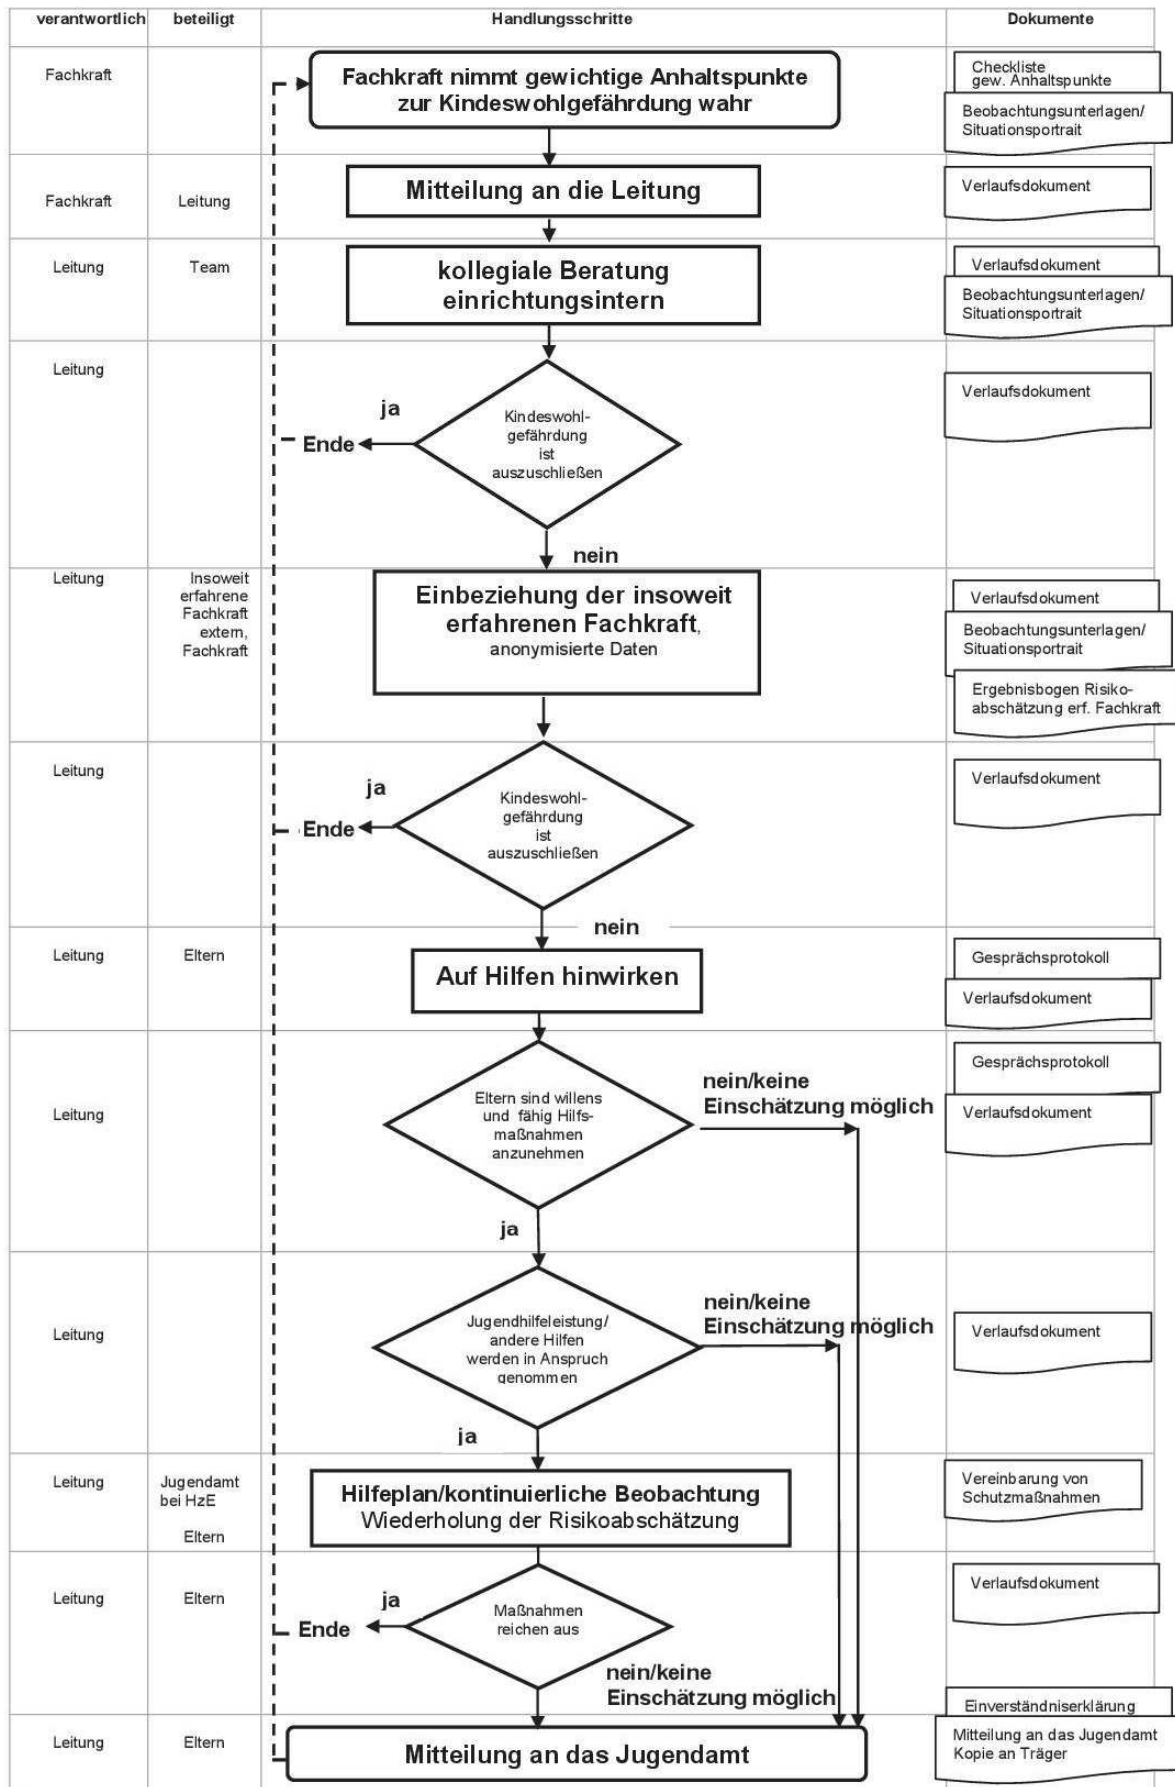 verantwortlich beteiligt Handlungsschritte Dokumente
Fachkraft
Fachkraft nimmt gewichtige Anhaltspunkte
zur Kindeswohlgefährdung wahr
Checkliste
gew. Anhaltspunkte
Beobachtungsunterlagen/
Situationsportrait
Fachkraft
Leitung
Mitteilung an die Leitung
Verlaufsdokument
Leitung
Team
kollegiale Beratung
einrichtungsintern
Verlaufsdokument
Beobachtungsunterlagen/
Situationsportrait
Leitung
ja
Ende
Kindeswohl-
gefährdung
ist
auszuschließen
Verlaufsdokument
nein
Leitung
Insoweit
erfahrene
Fachkraft
extern,
Fachkraft
Einbeziehung der insoweit
erfahrenen Fachkraft,
anonymisierte Daten
Verlaufsdokument
Beobachtungsunterlagen/
Situationsportrait
Ergebnisbogen Risiko-
abschätzung erf. Fachkraft
Leitung
ja
Ende
Kindeswohl-
gefährdung
ist
auszuschließen
Verlaufsdokument
nein
Leitung
Eltern
Auf Hilfen hinwirken
Gesprächsprotokoll
Verlaufsdokument
Leitung
Eltern sind willens
und fähig Hilfs-
maßnahmen
anzunehmen
nein/keine
Einschätzung möglich
Gesprächsprotokoll
Verlaufsdokument
ja
Leitung
Jugendhilfeleistung/
andere Hilfen
werden in Anspruch
genommen
nein/keine
Einschätzung möglich
Verlaufsdokument
ja
Leitung
Jugendamt
bei HzE
Eltern
Hilfeplan/kontinuierliche Beobachtung
Wiederholung der Risikoabschätzung
Vereinbarung von
Schutzmaßnahmen
Leitung
Eltern
ja
Ende
Maßnahmen
reichen aus
Verlaufsdokument
nein/keine
Einschätzung möglich
Leitung
Eltern
Mitteilung an das Jugendamt
Einverständniserklärung
Mitteilung an das Jugendamt
Kopie an Träger